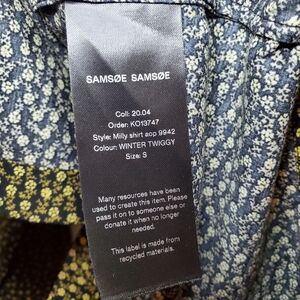 SAMSØE SAMSØE
Coll: 20.04
Order: KO13747
Style: Milly shirt aop 9942
Colour: WINTER TWIGGY
Size: S
Many resources have been
used to create this item. Please
pass it on to someone else or
donate it when no longer
needed.
This label is made from
recycled materials.